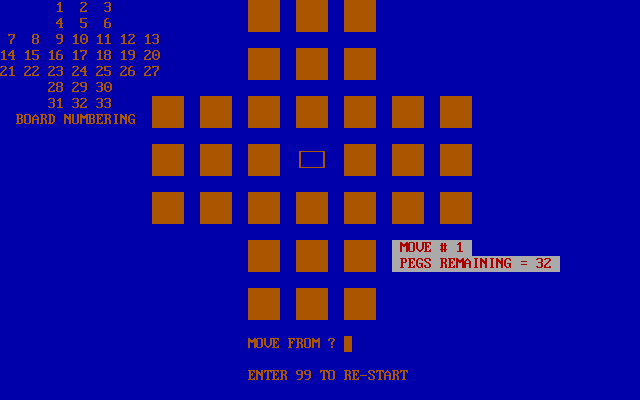 1 2 3
4 5 6
7 8 9 10 11 12 13
14 15 16 17 18 19 20
21 22 23 24 25 26 27
28 29 30
31 32 33
BOARD NUMBERING
MOVE # 1
PEGS REMAINING = 32
MOVE FROM ?
ENTER 99 TO RE-START